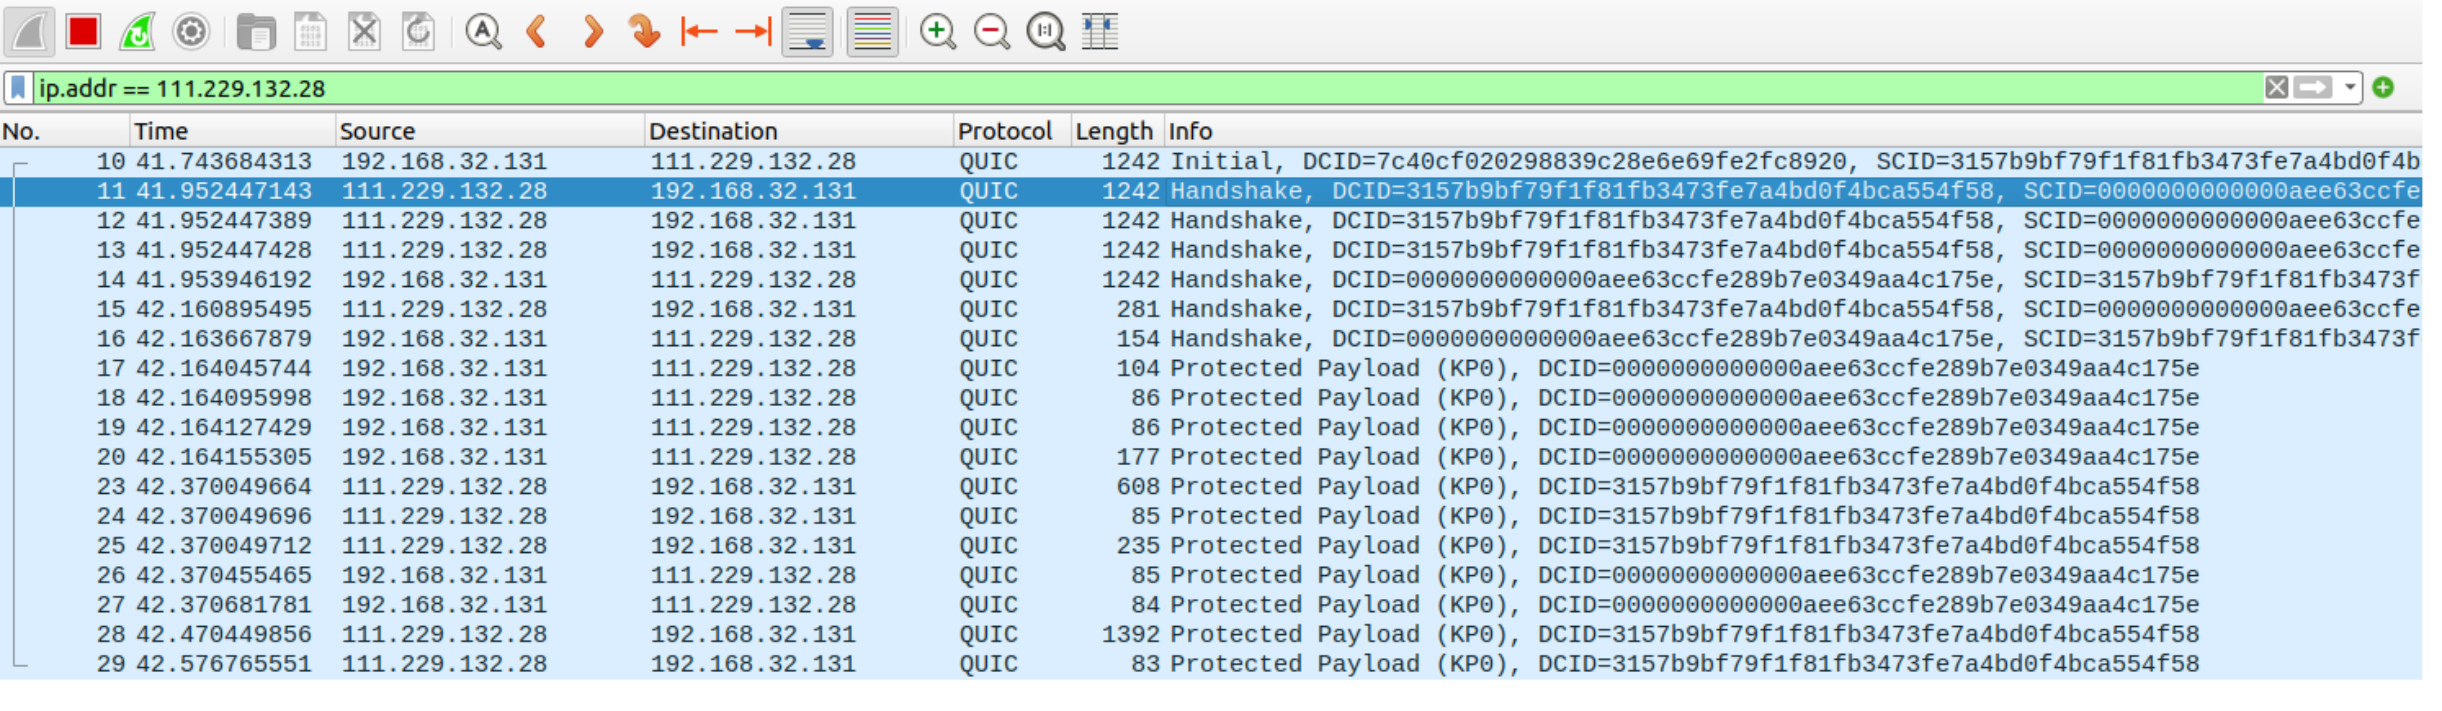 ip.addr == 111.229.132.28
No. Time Source Destination Protocol Length Info
10 41.743684313 192.168.32.131 111.229.132.28 QUIC 1242 Initial, DCID=7c40cf020298839c28e6e69fe2fc8920, SCID=3157b9bf79f1f81fb3473fe7a4bd0f4b
11 41.952447143 111.229.132.28 192.168.32.131 QUIC 1242 Handshake, DCID=3157b9bf79f1f81fb3473fe7a4bd0f4bca554f58, SCID=0000000000000aee63ccfe
12 41.952447389 111.229.132.28 192.168.32.131 QUIC 1242 Handshake, DCID=3157b9bf79f1f81fb3473fe7a4bd0f4bca554f58, SCID=0000000000000aee63ccfe
13 41.952447428 111.229.132.28 192.168.32.131 QUIC 1242 Handshake, DCID=3157b9bf79f1f81fb3473fe7a4bd0f4bca554f58, SCID=0000000000000aee63ccfe
14 41.953946192 192.168.32.131 111.229.132.28 QUIC 1242 Handshake, DCID=0000000000000aee63ccfe289b7e0349aa4c175e, SCID=3157b9bf79f1f81fb3473f
15 42.160895495 111.229.132.28 192.168.32.131 QUIC 281 Handshake, DCID=3157b9bf79f1f81fb3473fe7a4bd0f4bca554f58, SCID=0000000000000aee63ccfe
16 42.163667879 192.168.32.131 111.229.132.28 QUIC 154 Handshake, DCID=0000000000000aee63ccfe289b7e0349aa4c175e, SCID=3157b9bf79f1f81fb3473f
17 42.164045744 192.168.32.131 111.229.132.28 QUIC 104 Protected Payload (KP0), DCID=0000000000000aee63ccfe289b7e0349aa4c175e
18 42.164095998 192.168.32.131 111.229.132.28 QUIC 86 Protected Payload (KP0), DCID=0000000000000aee63ccfe289b7e0349aa4c175e
19 42.164127429 192.168.32.131 111.229.132.28 QUIC 86 Protected Payload (KP0), DCID=0000000000000aee63ccfe289b7e0349aa4c175e
20 42.164155305 192.168.32.131 111.229.132.28 QUIC 177 Protected Payload (KP0), DCID=0000000000000aee63ccfe289b7e0349aa4c175e
23 42.370049664 111.229.132.28 192.168.32.131 QUIC 608 Protected Payload (KP0), DCID=3157b9bf79f1f81fb3473fe7a4bd0f4bca554f58
24 42.370049696 111.229.132.28 192.168.32.131 QUIC 85 Protected Payload (KP0), DCID=3157b9bf79f1f81fb3473fe7a4bd0f4bca554f58
25 42.370049712 111.229.132.28 192.168.32.131 QUIC 235 Protected Payload (KP0), DCID=3157b9bf79f1f81fb3473fe7a4bd0f4bca554f58
26 42.370455465 192.168.32.131 111.229.132.28 QUIC 85 Protected Payload (KP0), DCID=0000000000000aee63ccfe289b7e0349aa4c175e
27 42.370681781 192.168.32.131 111.229.132.28 QUIC 84 Protected Payload (KP0), DCID=0000000000000aee63ccfe289b7e0349aa4c175e
28 42.470449856 111.229.132.28 192.168.32.131 QUIC 1392 Protected Payload (KP0), DCID=3157b9bf79f1f81fb3473fe7a4bd0f4bca554f58
29 42.576765551 111.229.132.28 192.168.32.131 QUIC 83 Protected Payload (KP0), DCID=3157b9bf79f1f81fb3473fe7a4bd0f4bca554f58